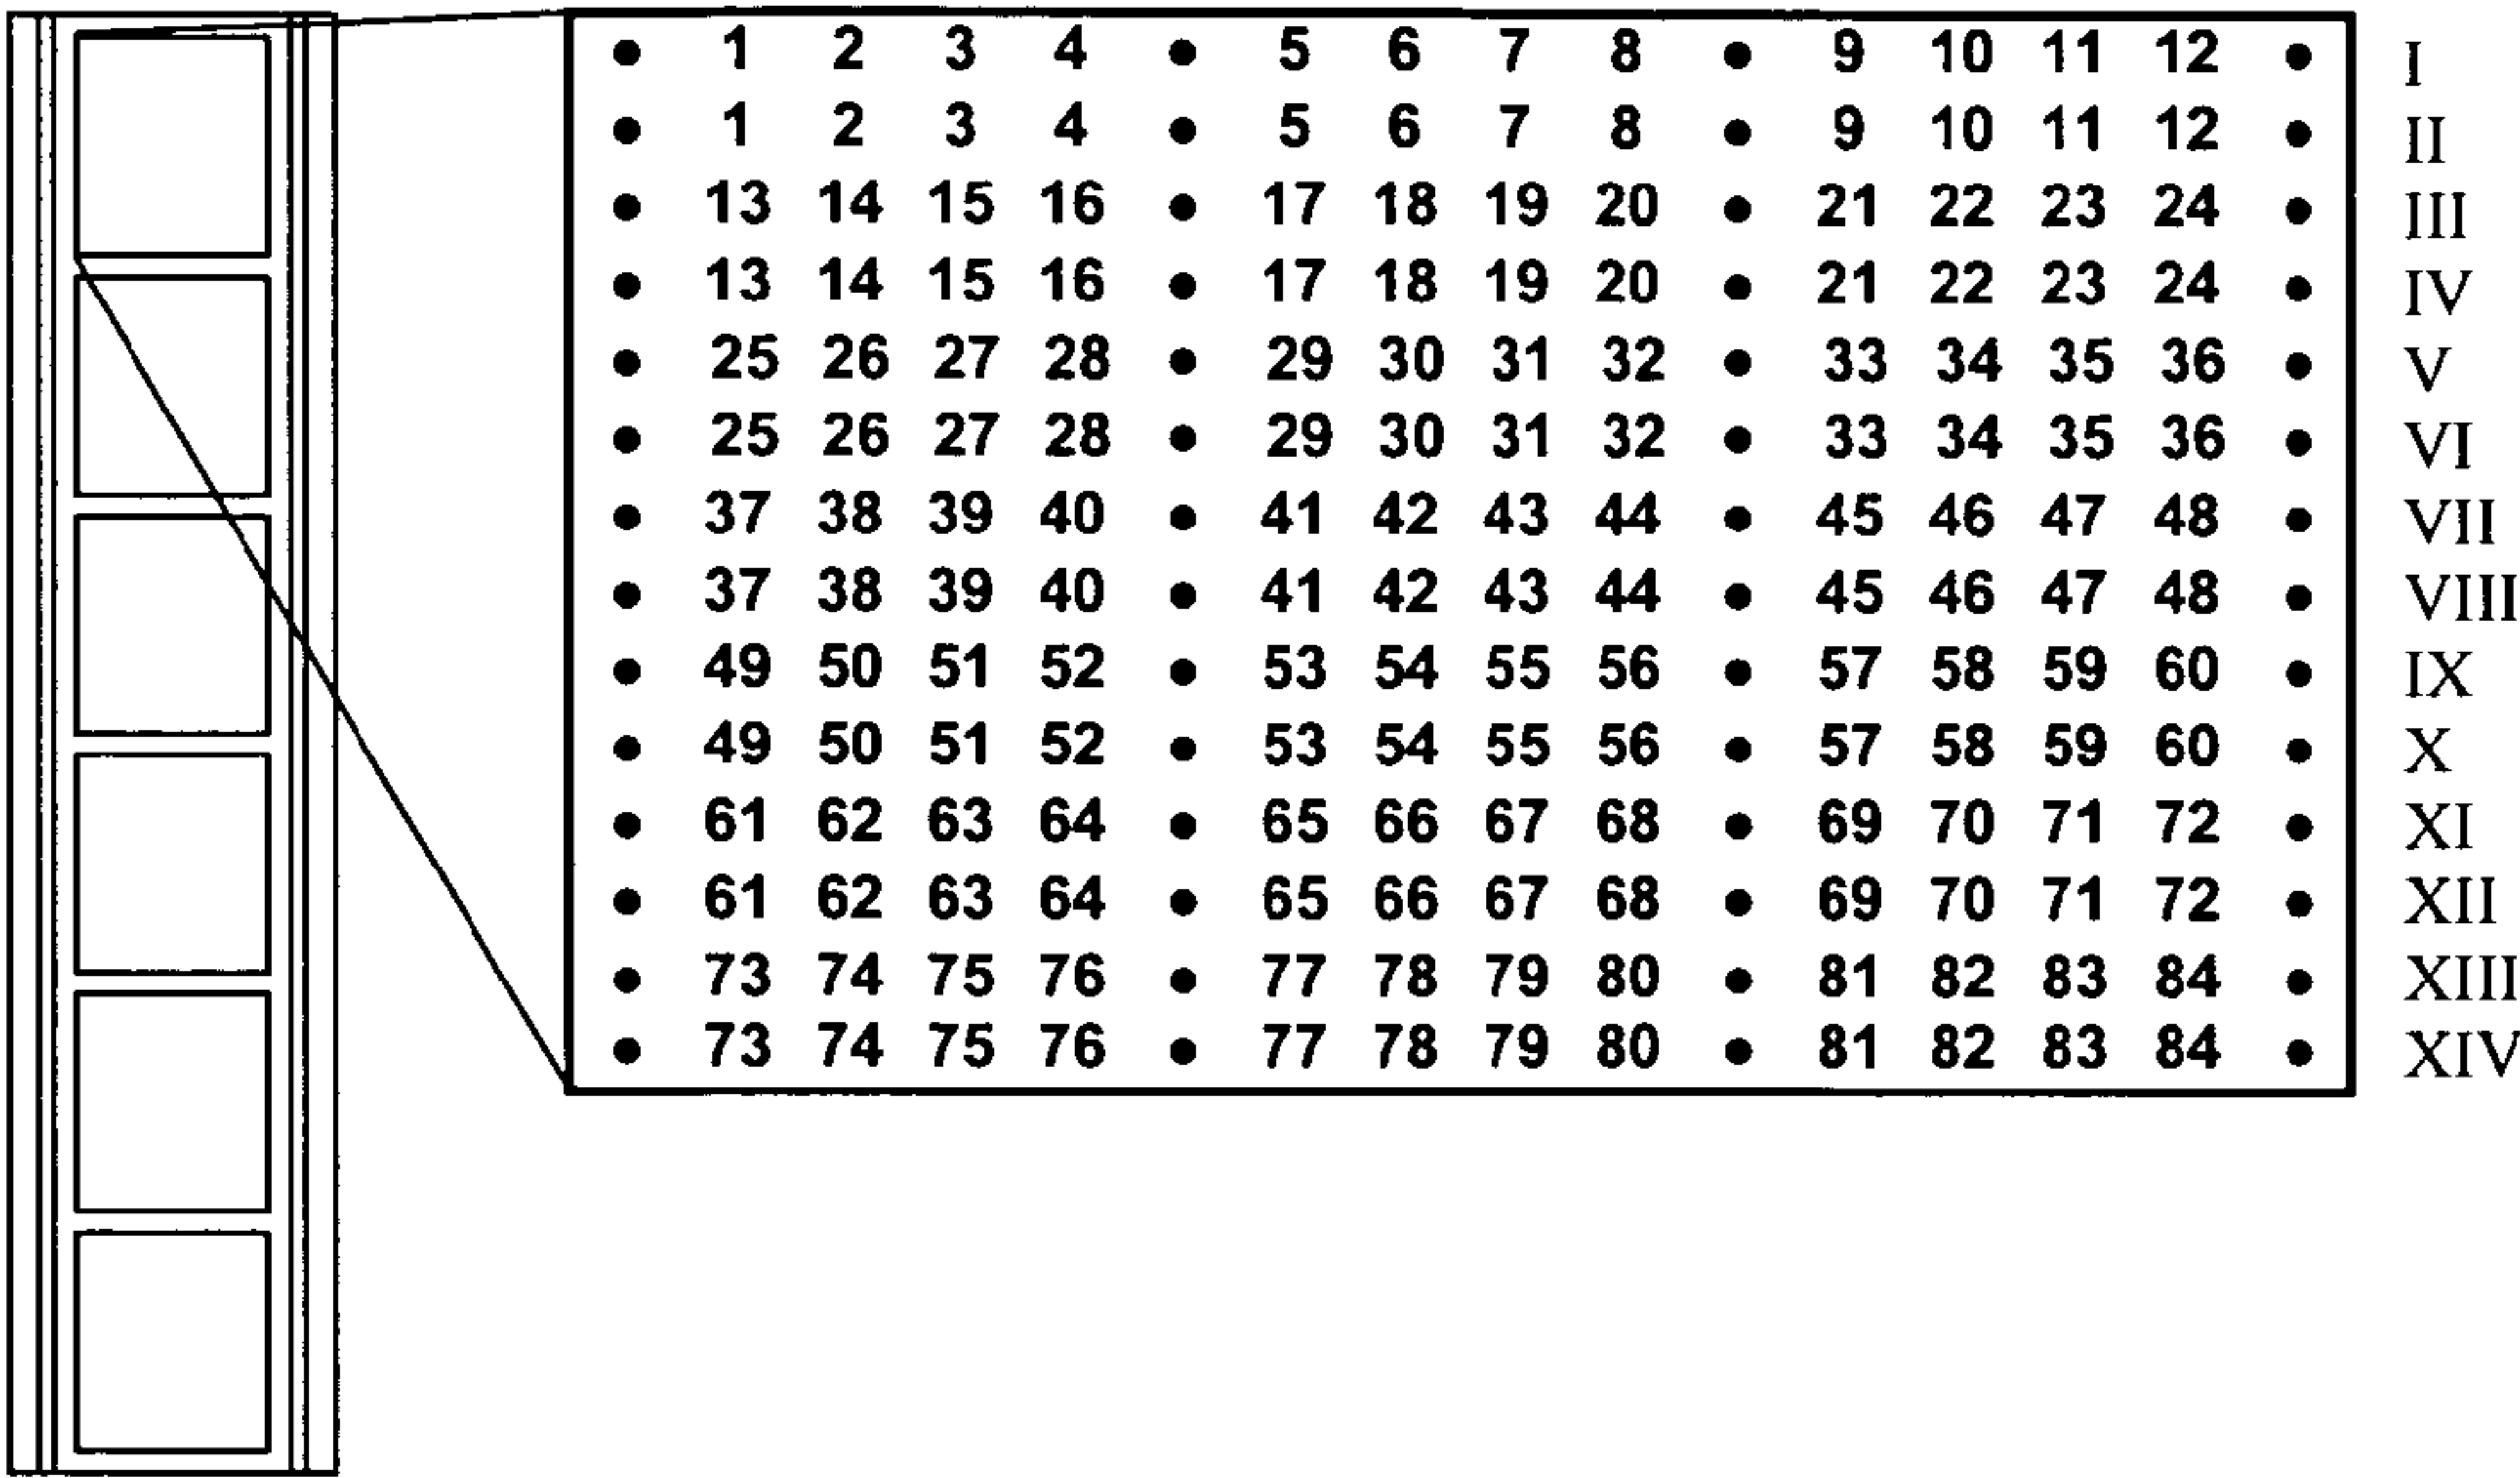 • 1 2 3 4 • 5 6 7 8 • 9 10 11 12 • I
• 1 2 3 4 • 5 6 7 8 • 9 10 11 12 • II
• 13 14 15 16 • 17 18 19 20 • 21 22 23 24 • III
• 13 14 15 16 • 17 18 19 20 • 21 22 23 24 • IV
• 25 26 27 28 • 29 30 31 32 • 33 34 35 36 • V
• 25 26 27 28 • 29 30 31 32 • 33 34 35 36 • VI
• 37 38 39 40 • 41 42 43 44 • 45 46 47 48 • VII
• 37 38 39 40 • 41 42 43 44 • 45 46 47 48 • VIII
• 49 50 51 52 • 53 54 55 56 • 57 58 59 60 • IX
• 49 50 51 52 • 53 54 55 56 • 57 58 59 60 • X
• 61 62 63 64 • 65 66 67 68 • 69 70 71 72 • XI
• 61 62 63 64 • 65 66 67 68 • 69 70 71 72 • XII
• 73 74 75 76 • 77 78 79 80 • 81 82 83 84 • XIII
• 73 74 75 76 • 77 78 79 80 • 81 82 83 84 • XIV